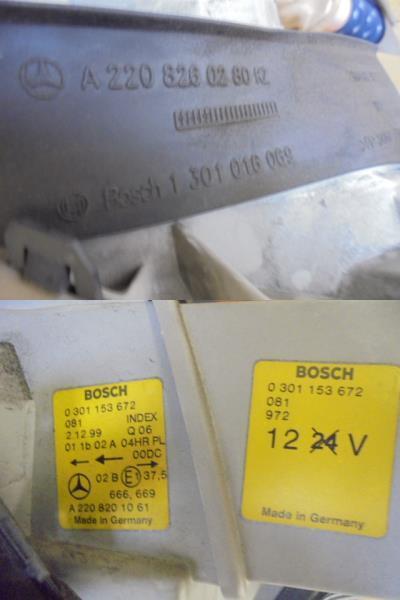 A 220 826 02 80 KZ
Bosch 1 301 016 069
BOSCH
0 301 153 672
081 INDEX
2.12.99 Q 06
01 1b 02 A 04HR PL
00DC
02 B E1 37,5
666, 669
A 220 820 10 61
Made in Germany
BOSCH
0 301 153 672
081
972
12 24 V
Made in Germany